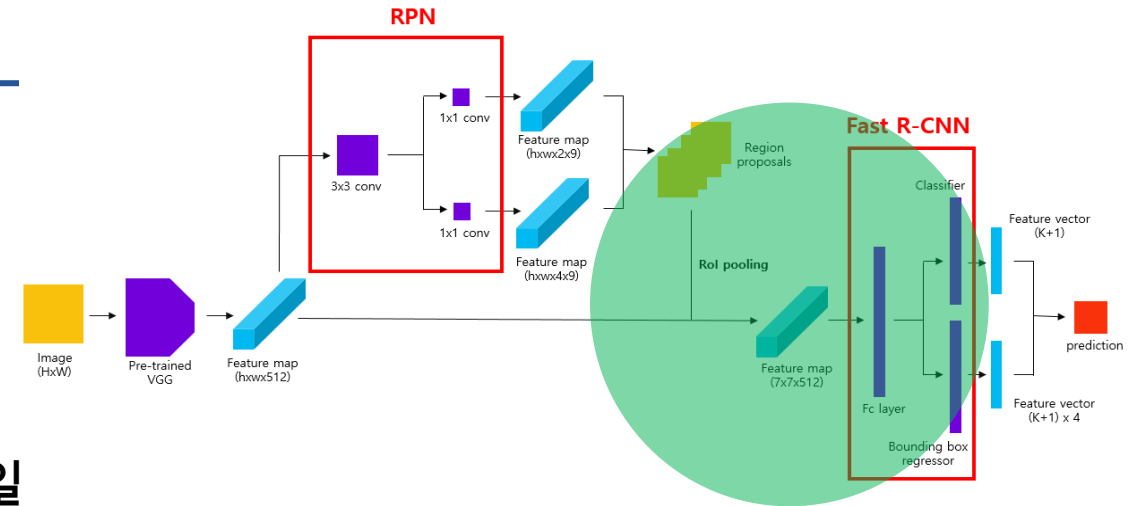 RPN
1x1 conv
Feature map
(hxwx2x9)
3x3 conv
1x1 conv
Feature map
(hxwx4x9)
Region
proposals
Fast R-CNN
Classifier
Feature vector
(K+1)
RoI pooling
Image
(HxW)
Pre-trained
VGG
Feature map
(hxwx512)
Feature map
(7x7x512)
Fc layer
prediction
Feature vector
(K+1) x 4
Bounding box
regressor
일